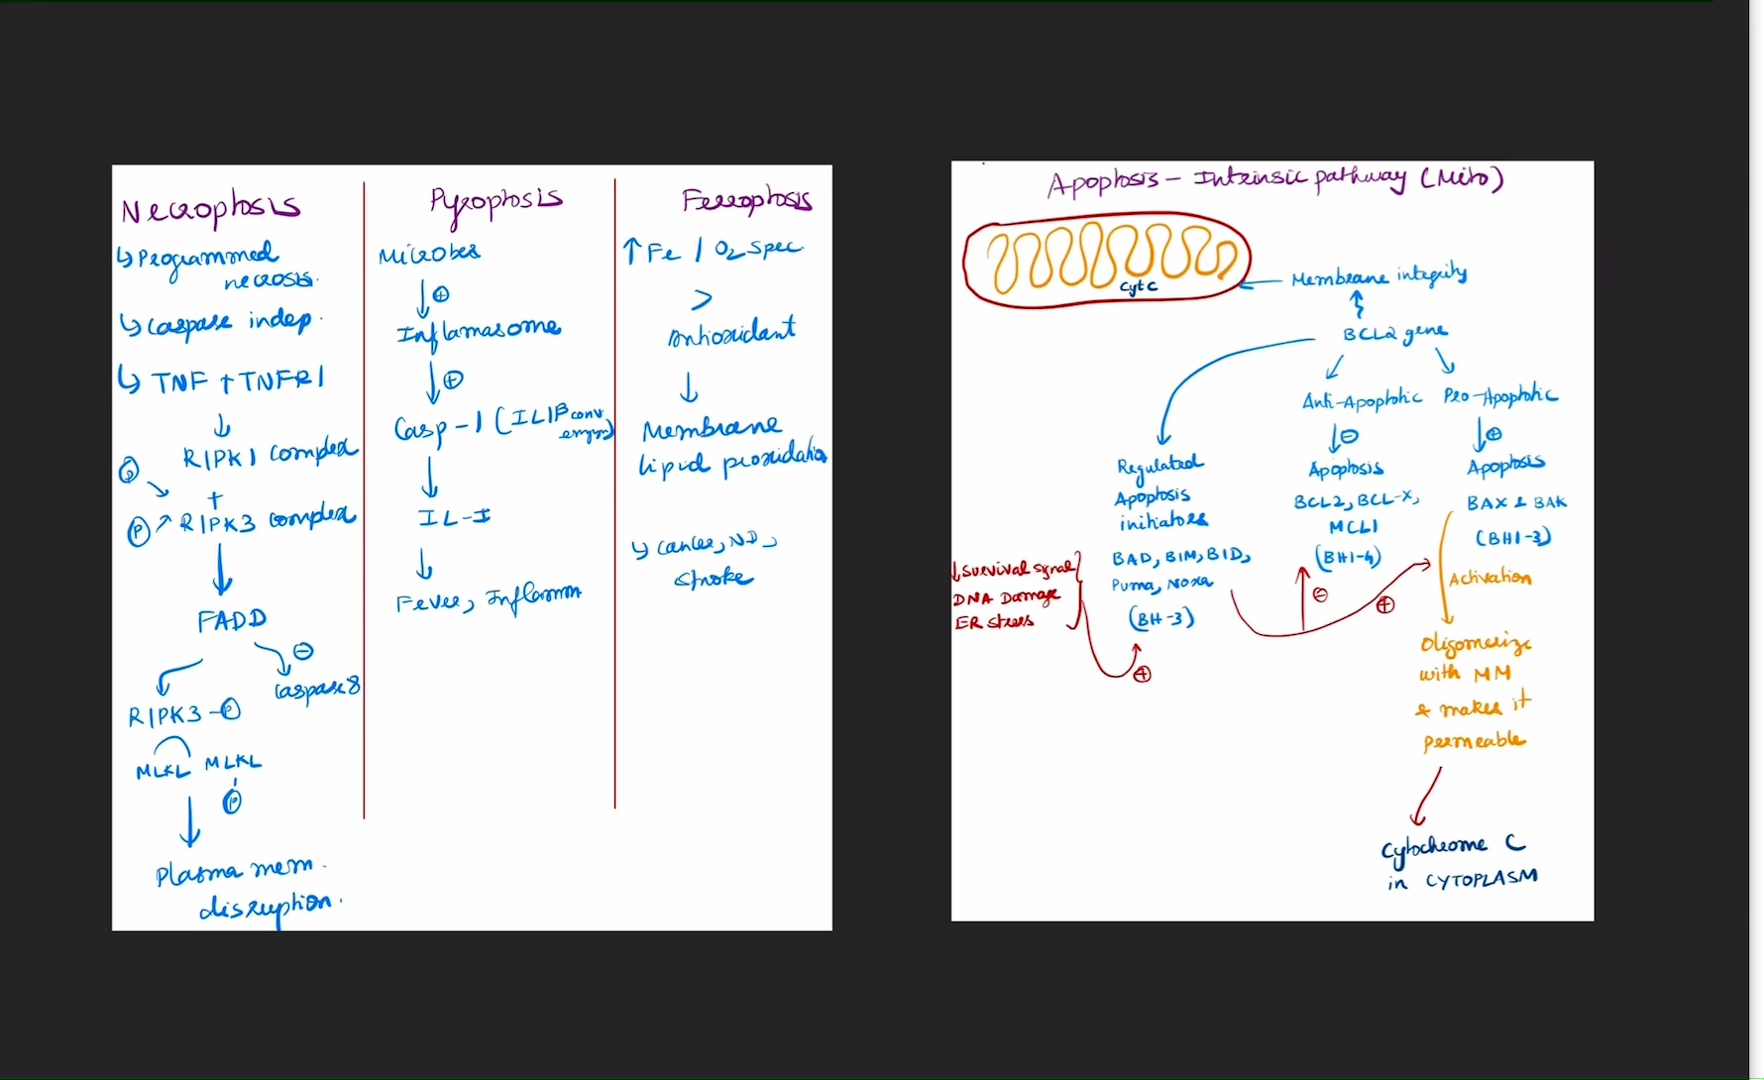 Necroptosis
↳ Programmed
necrosis.
↳ Caspase indep.
↳ TNF + TNFR1
↓
RIPK1 complex
+
P
P ↗ RIPK3 complex
↓
FADD
⊖
Caspase 8
RIPK3 - P
MLKL MLKL
P
↓
Plasma mem.
disruption.
Pyroptosis
Microbes
↓ ⊕
Inflamasome
↓ ⊕
Casp-1 (IL1β conv
enzym)
↓
IL-I
↓
Fever, Inflamm
Ferroptosis
↑ Fe / O2 spec
>
Antioxidant
↓
Membrane
lipid peroxidation
↳ cancer, ND,
stroke
Apoptosis - Intrinsic pathway (Mito)
Cyt C
← Membrane integrity
↑
BCL2 gene
Anti-Apoptotic Pro-Apoptotic
↓ ⊖ ↓ ⊕
Regulated
Apoptosis
initiators
BAD, BIM, BID,
Puma, NOXA
(BH-3)
Apoptosis
BCL2, BCL-X,
MCL1
(BH1-4)
Apoptosis
BAX & BAK
(BH1-3)
↓ Survival signal
DNA Damage
ER stress
⊕
⊖
⊕
Activation
Oligomerize
with MM
& makes it
permeable
Cytochrome C
in CYTOPLASM